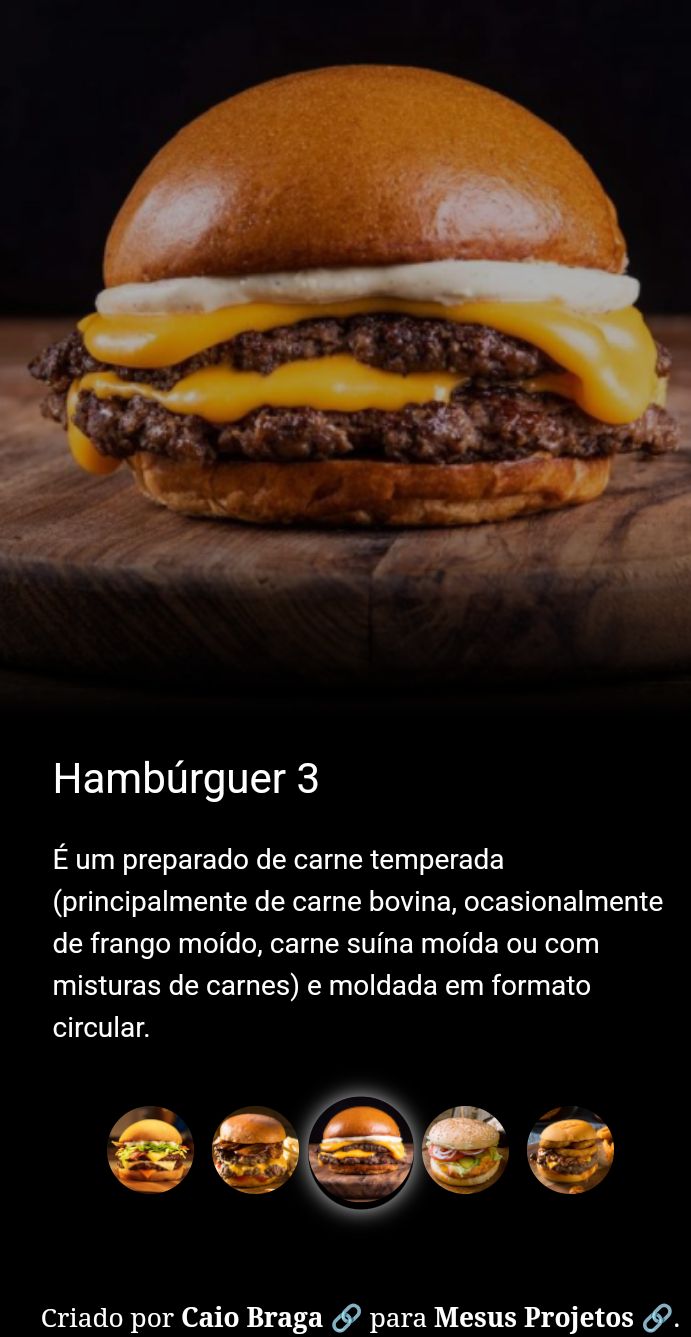 Hambúrguer 3
É um preparado de carne temperada
(principalmente de carne bovina, ocasionalmente
de frango moído, carne suína moída ou com
misturas de carnes) e moldada em formato
circular.
Criado por Caio Braga 🔗 para Mesus Projetos 🔗.